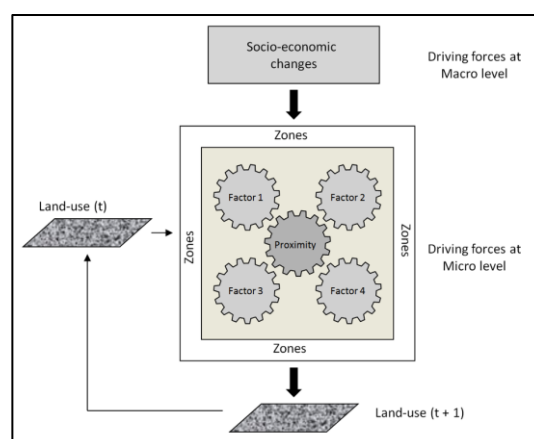 Socio-economic
changes
Driving forces at
Macro level
Zones
Factor 1
Factor 2
Land-use (t)
Zones
Proximity
Zones
Driving forces at
Micro level
Factor 3
Factor 4
Zones
Land-use (t + 1)